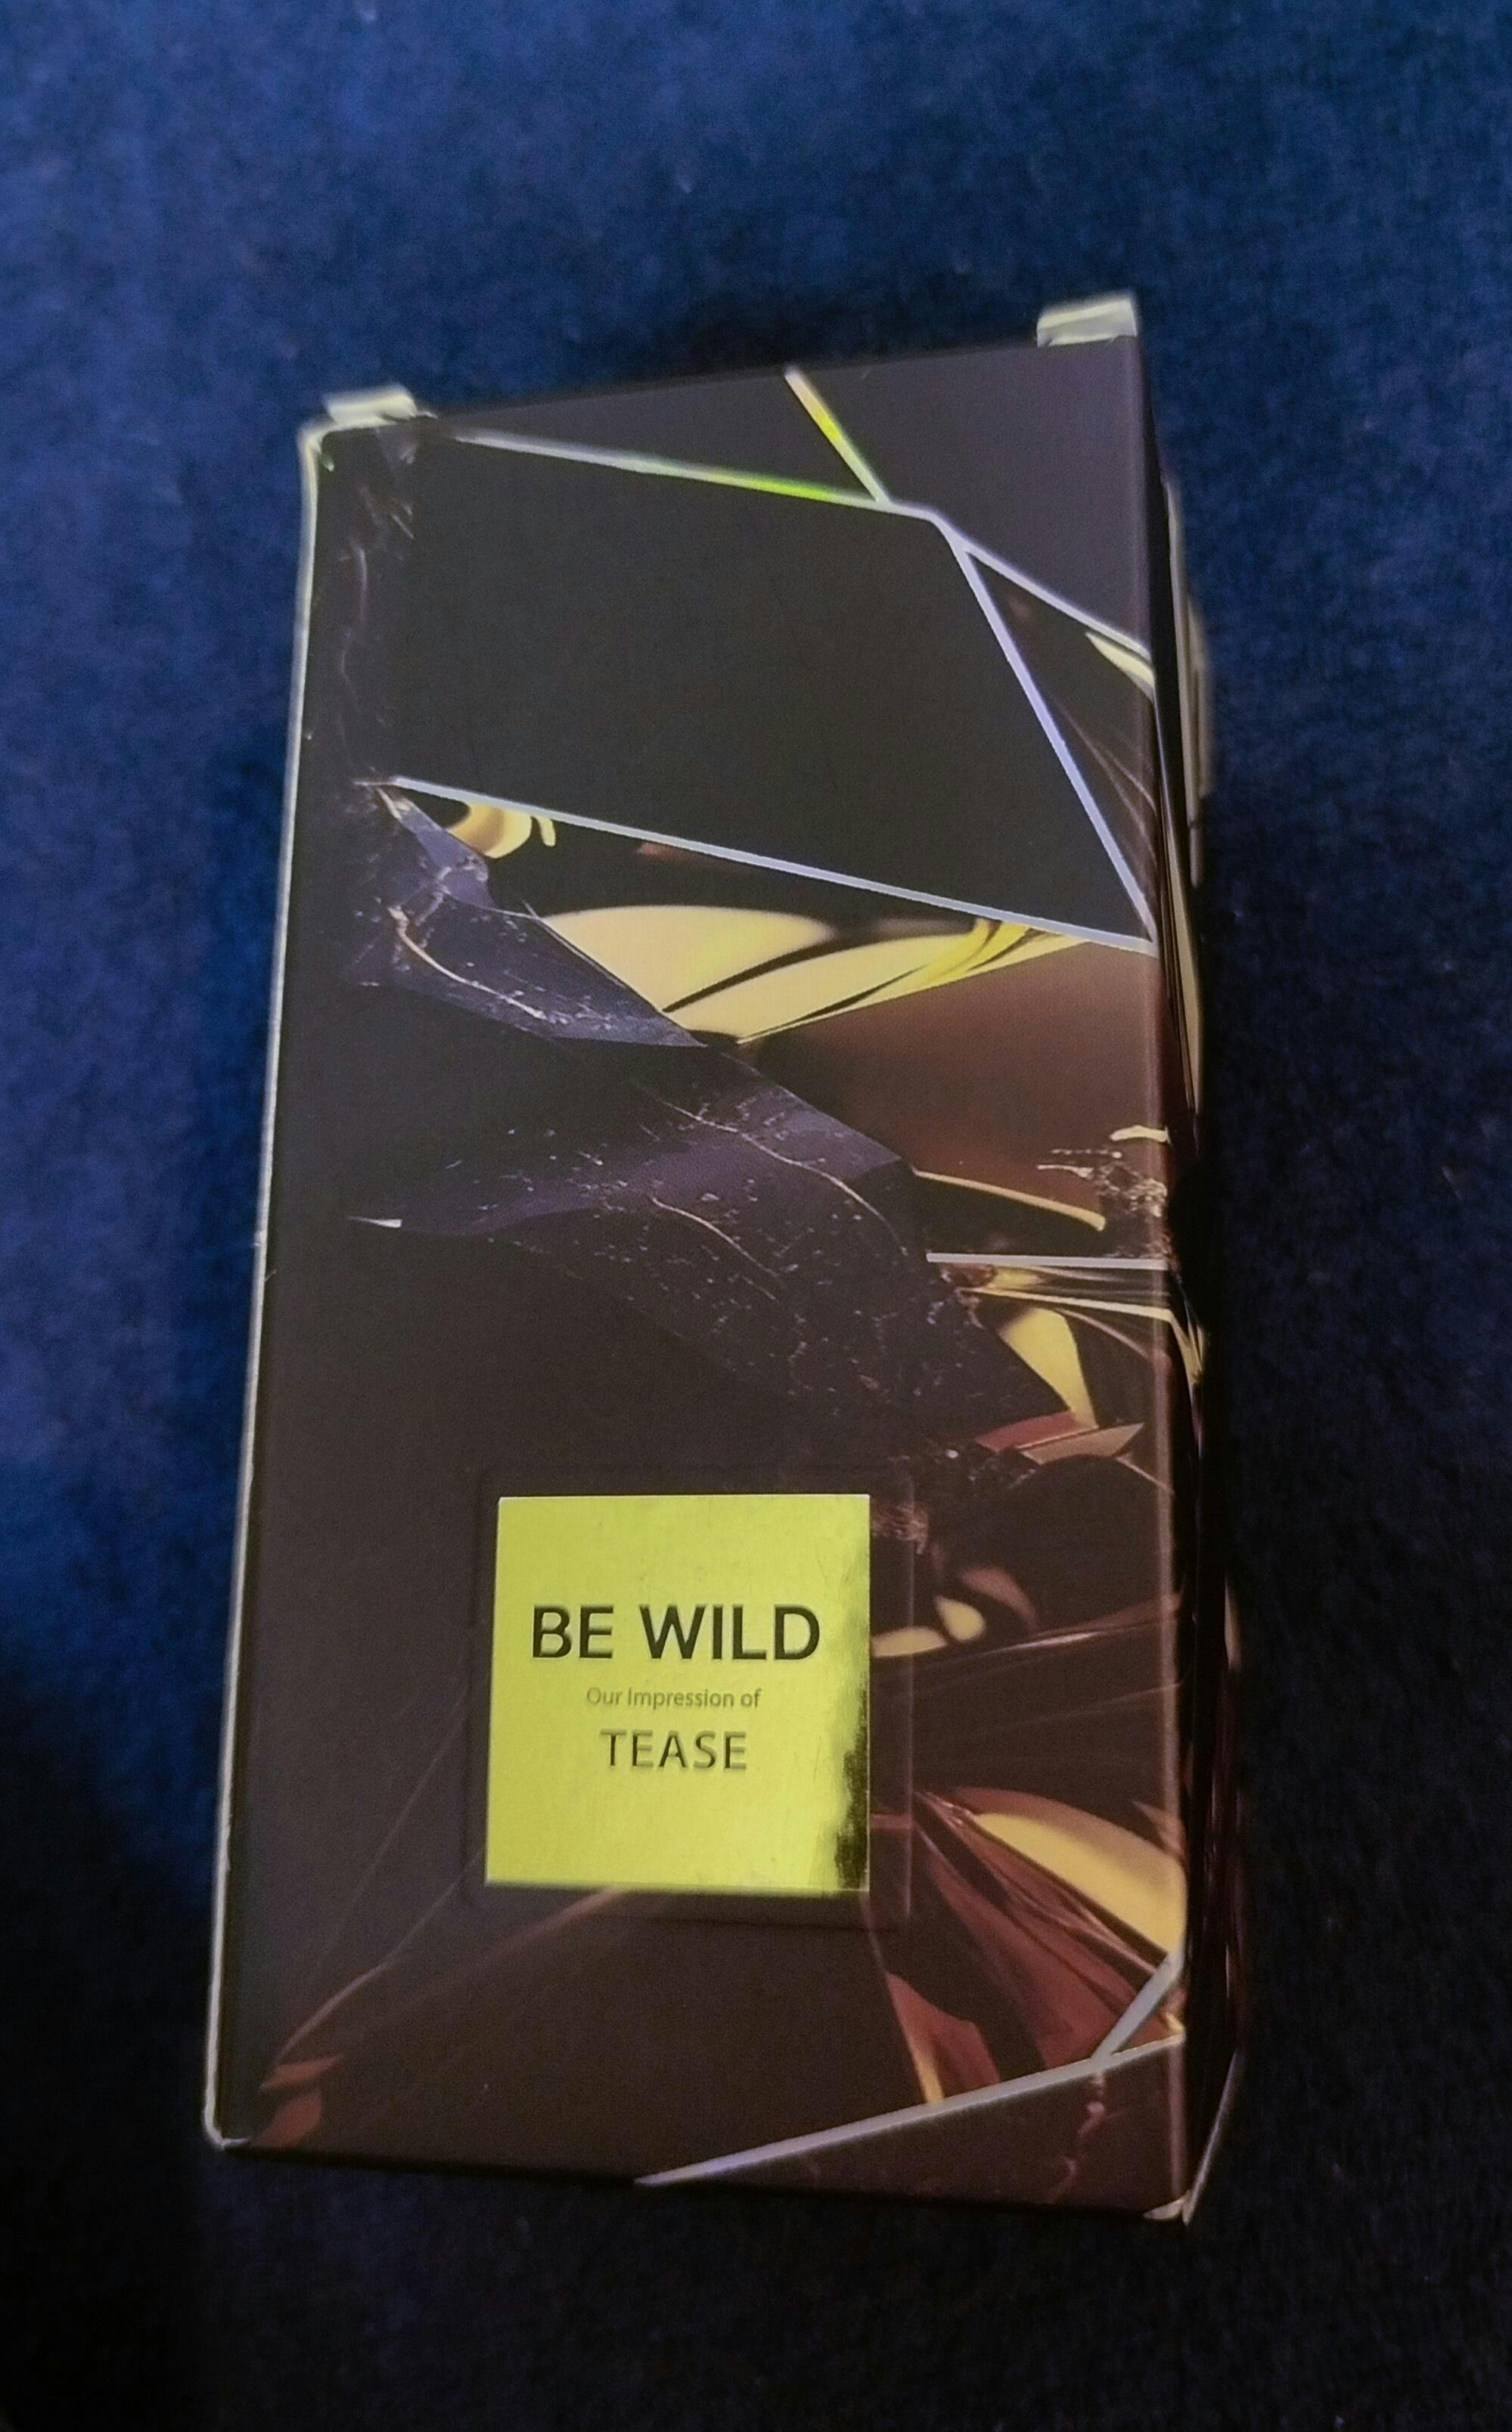 BE WILD
Our Impression of
TEASE